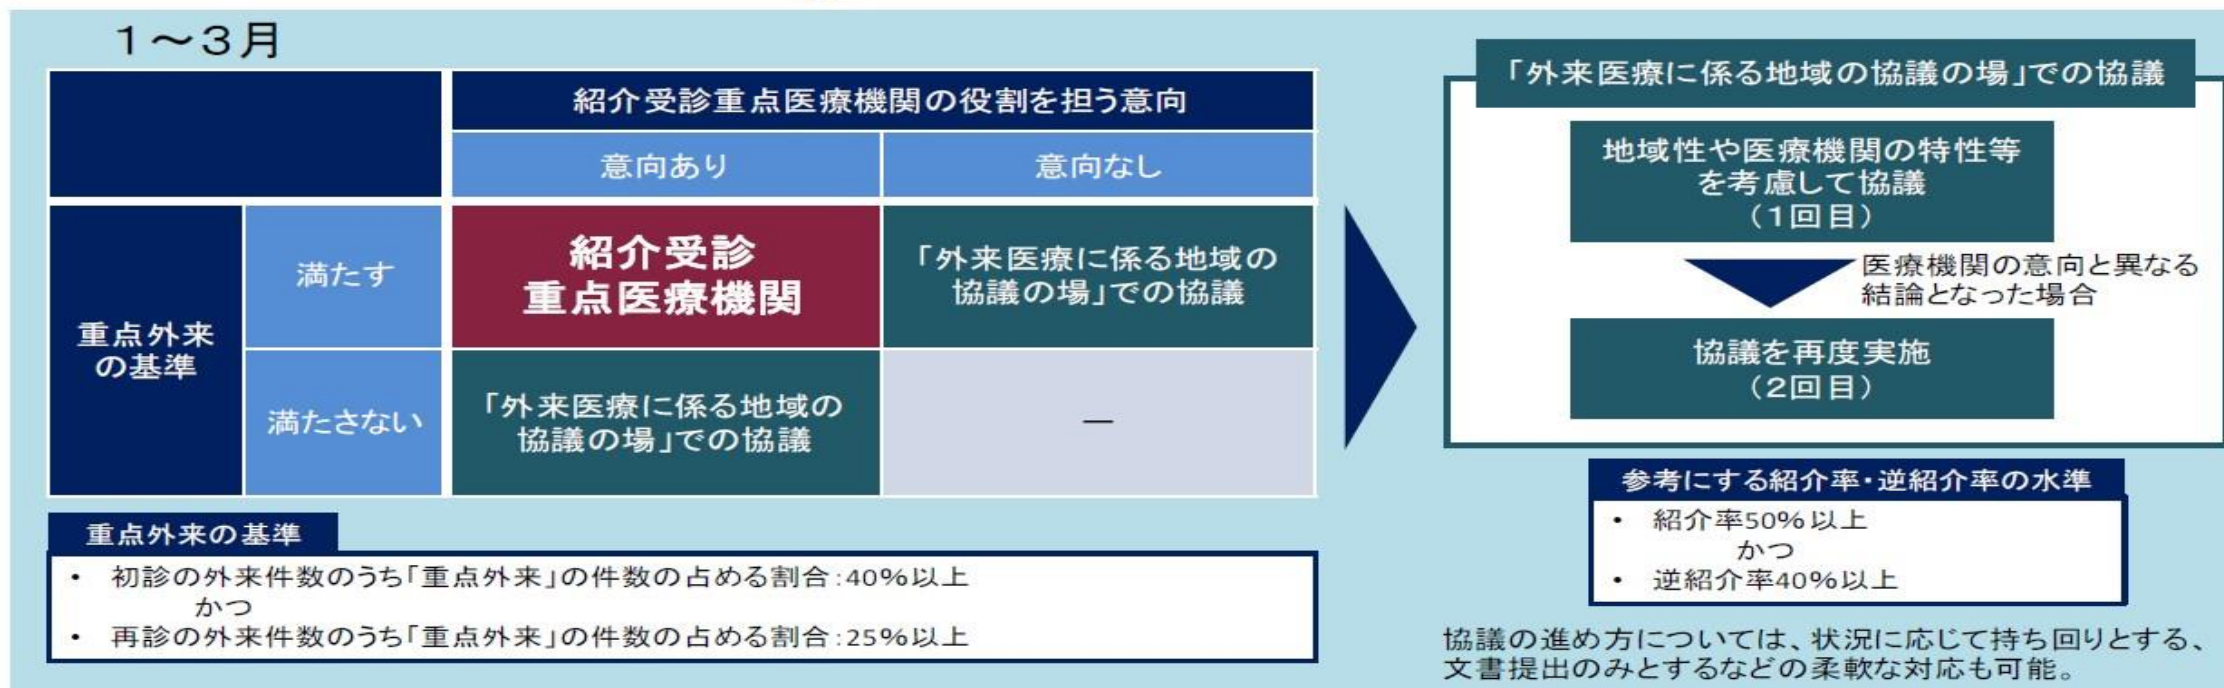 1～3月
紹介受診重点医療機関の役割を担う意向
意向あり
意向なし
重点外来
の基準
満たす
紹介受診
重点医療機関
「外来医療に係る地域の
協議の場」での協議
満たさない
「外来医療に係る地域の
協議の場」での協議
－
重点外来の基準
• 初診の外来件数のうち「重点外来」の件数の占める割合：40％以上
かつ
• 再診の外来件数のうち「重点外来」の件数の占める割合：25％以上
「外来医療に係る地域の協議の場」での協議
地域性や医療機関の特性等
を考慮して協議
（1回目）
医療機関の意向と異なる
結論となった場合
協議を再度実施
（2回目）
参考にする紹介率・逆紹介率の水準
• 紹介率50％以上
かつ
• 逆紹介率40％以上
協議の進め方については、状況に応じて持ち回りとする、
文書提出のみとするなどの柔軟な対応も可能。